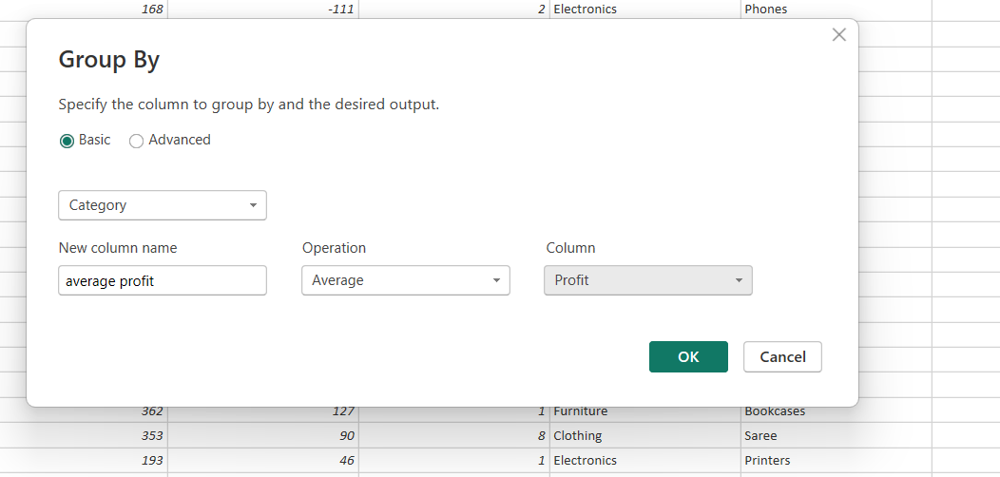 168 -111 2 Electronics Phones
Group By
Specify the column to group by and the desired output.
Basic Advanced
Category
New column name Operation Column
average profit Average Profit
OK Cancel
362 127 1 Furniture Bookcases
353 90 8 Clothing Saree
193 46 1 Electronics Printers